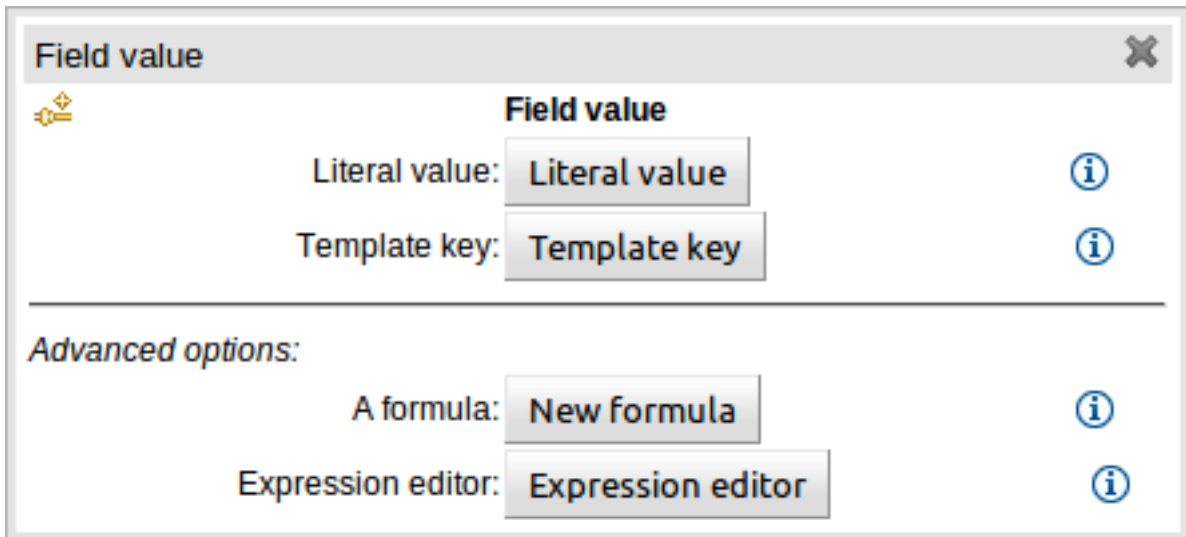 Field value
Field value
Literal value: Literal value
Template key: Template key
Advanced options:
A formula: New formula
Expression editor: Expression editor